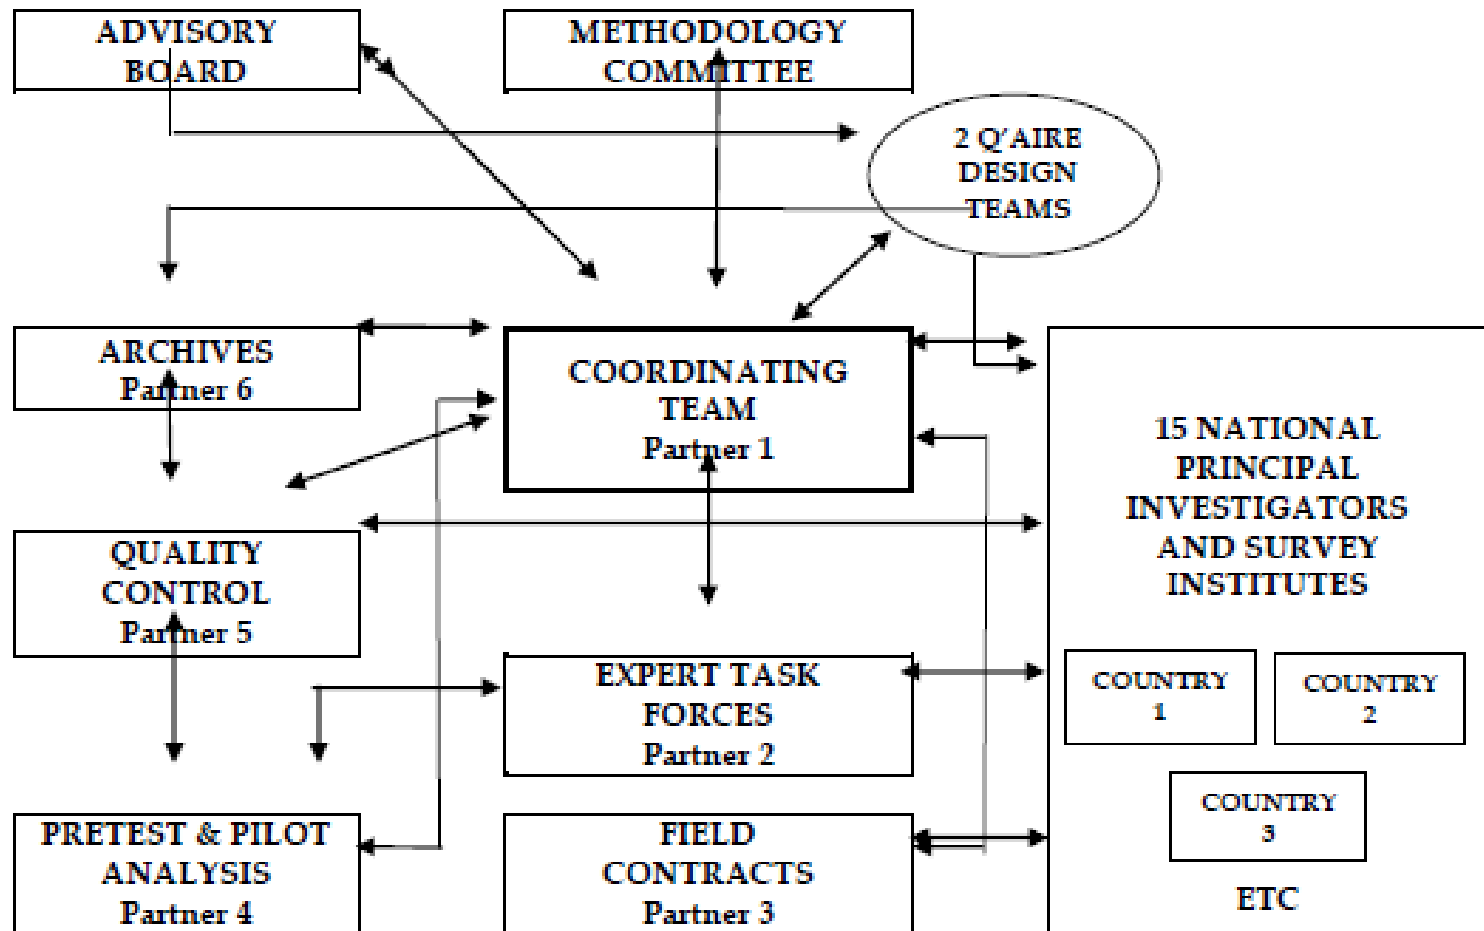 ADVISORY
BOARD
METHODOLOGY
COMMITTEE
2 Q’AIRE
DESIGN
TEAMS
ARCHIVES
Partner 6
COORDINATING
TEAM
Partner 1
15 NATIONAL
PRINCIPAL
INVESTIGATORS
AND SURVEY
INSTITUTES
QUALITY
CONTROL
Partner 5
EXPERT TASK
FORCES
Partner 2
COUNTRY
1
COUNTRY
2
COUNTRY
3
ETC
PRETEST & PILOT
ANALYSIS
Partner 4
FIELD
CONTRACTS
Partner 3